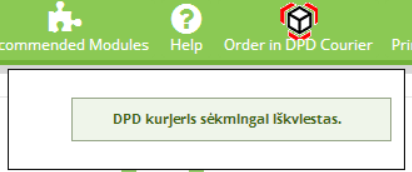 commended Modules Help Order in DPD Courier Pri
DPD kurjeris sėkmingai iškviestas.